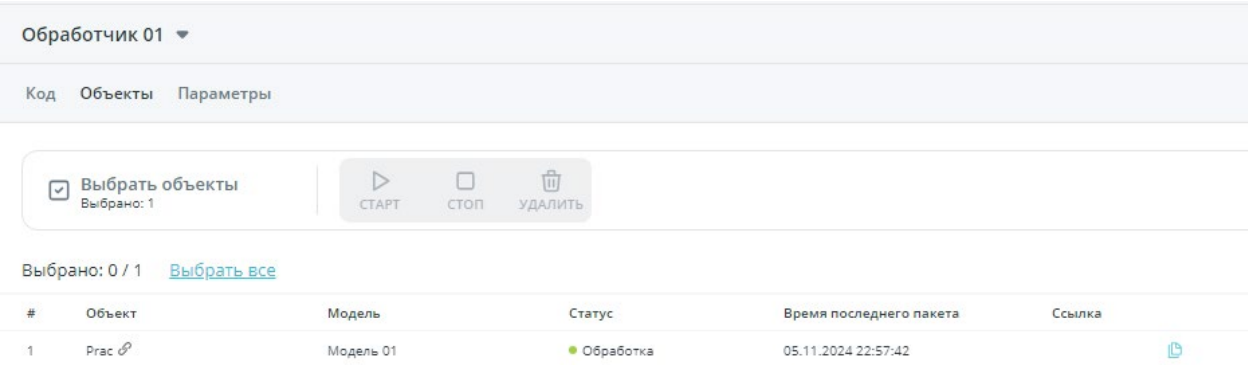 Обработчик 01
Код Объекты Параметры
Выбрать объекты
Выбрано: 1
СТАРТ СТОП УДАЛИТЬ
Выбрано: 0 / 1 Выбрать все
# Объект Модель Статус Время последнего пакета Ссылка
1 Prac Модель 01 Обработка 05.11.2024 22:57:42